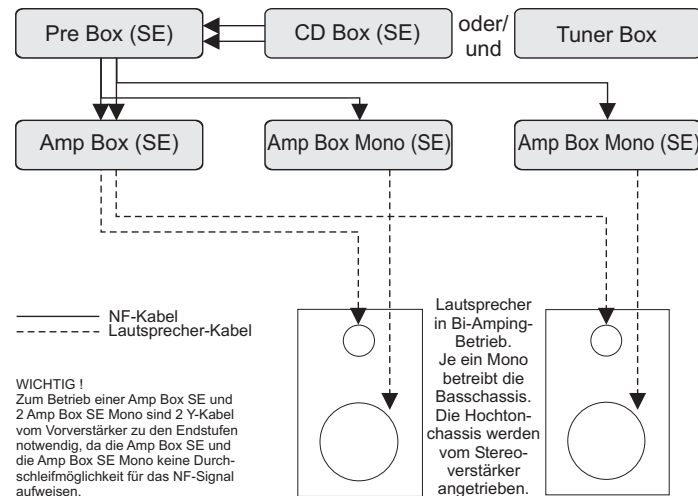 Pre Box (SE)
CD Box (SE)
oder/
und
Tuner Box
Amp Box (SE)
Amp Box Mono (SE)
Amp Box Mono (SE)
NF-Kabel
Lautsprecher-Kabel
WICHTIG !
Zum Betrieb einer Amp Box SE und
2 Amp Box SE Mono sind 2 Y-Kabel
vom Vorverstärker zu den Endstufen
notwendig, da die Amp Box SE und
die Amp Box SE Mono keine Durch-
schleifmöglichkeit für das NF-Signal
aufweisen.
Lautsprecher
in Bi-Amping-
Betrieb.
Je ein Mono
betreibt die
Basschassis.
Die Hochton-
chassis werden
vom Stereo-
verstärker
angetrieben.